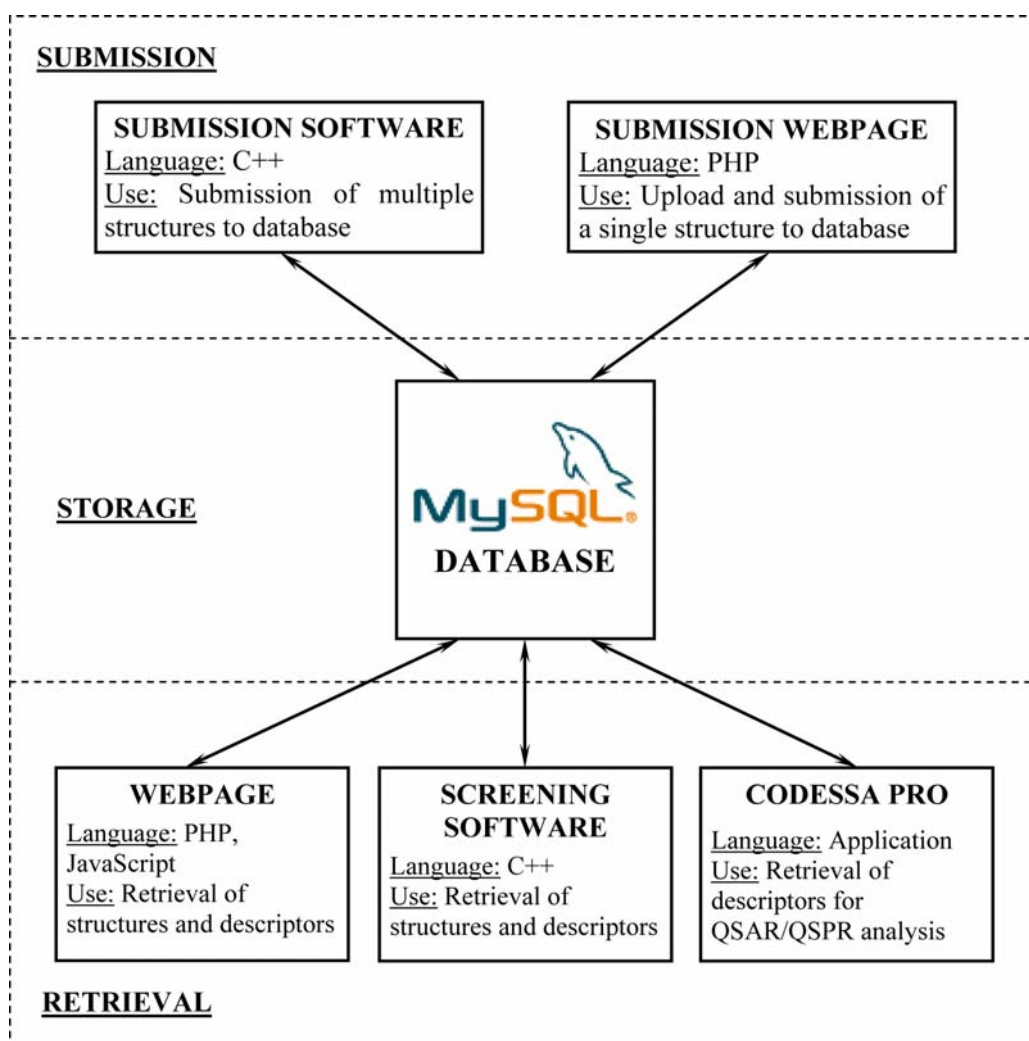 SUBMISSION
SUBMISSION SOFTWARE
Language: C++
Use: Submission of multiple
structures to database
SUBMISSION WEBPAGE
Language: PHP
Use: Upload and submission of
a single structure to database
STORAGE
MySQL®
DATABASE
WEBPAGE
Language: PHP,
JavaScript
Use: Retrieval of
structures and descriptors
SCREENING
SOFTWARE
Language: C++
Use: Retrieval of
structures and descriptors
CODESSA PRO
Language: Application
Use: Retrieval of
descriptors for
QSAR/QSPR analysis
RETRIEVAL